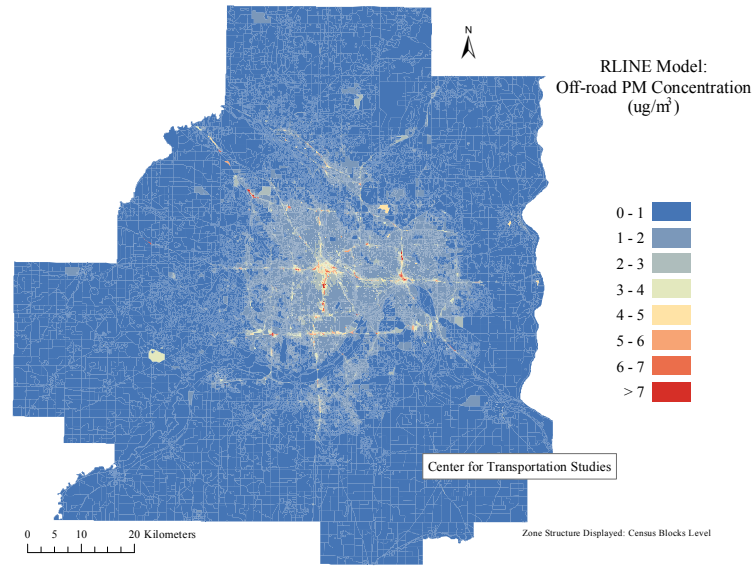 N
RLINE Model:
Off-road PM Concentration
(ug/m³)
0 - 1
1 - 2
2 - 3
3 - 4
4 - 5
5 - 6
6 - 7
> 7
Center for Transportation Studies
0 10 20 Kilometers
Zone Structure Displayed: Census Blocks Level